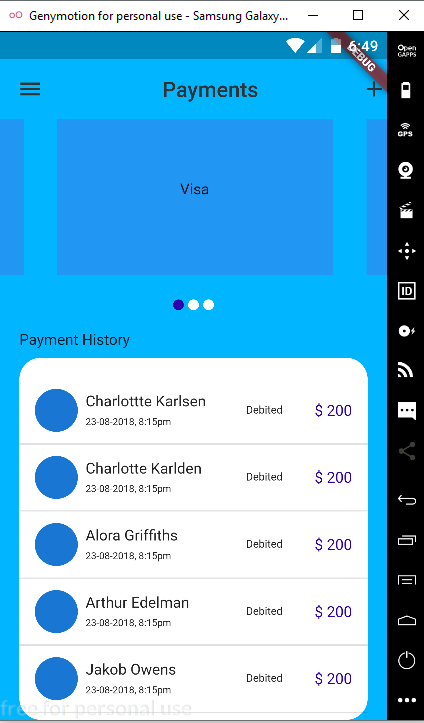 Genymotion for personal use - Samsung Galaxy...
6:49
DEBUG
Open
GAPPS
Payments
GPS
Visa
ID
Payment History
Charlottte Karlsen
23-08-2018, 8:15pm
Debited
$ 200
Charlotte Karlden
23-08-2018, 8:15pm
Debited
$ 200
Alora Griffiths
23-08-2018, 8:15pm
Debited
$ 200
Arthur Edelman
23-08-2018, 8:15pm
Debited
$ 200
Jakob Owens
23-08-2018, 8:15pm
Debited
$ 200
free for personal use